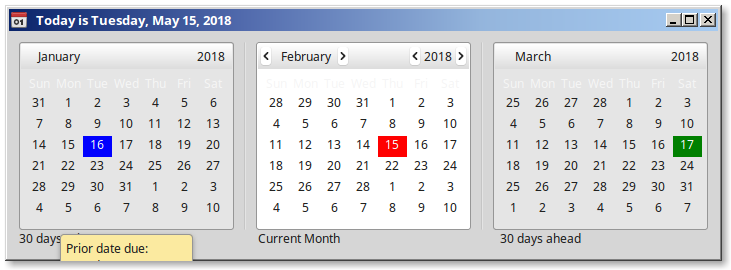 01 Today is Tuesday, May 15, 2018
January 2018
Sun Mon Tue Wed Thu Fri Sat
31 1 2 3 4 5 6
7 8 9 10 11 12 13
14 15 16 17 18 19 20
21 22 23 24 25 26 27
28 29 30 31 1 2 3
4 5 6 7 8 9 10
30 days
Prior date due:
February 2018
Sun Mon Tue Wed Thu Fri Sat
28 29 30 31 1 2 3
4 5 6 7 8 9 10
11 12 13 14 15 16 17
18 19 20 21 22 23 24
25 26 27 28 1 2 3
4 5 6 7 8 9 10
Current Month
March 2018
Sun Mon Tue Wed Thu Fri Sat
25 26 27 28 1 2 3
4 5 6 7 8 9 10
11 12 13 14 15 16 17
18 19 20 21 22 23 24
25 26 27 28 29 30 31
1 2 3 4 5 6 7
30 days ahead